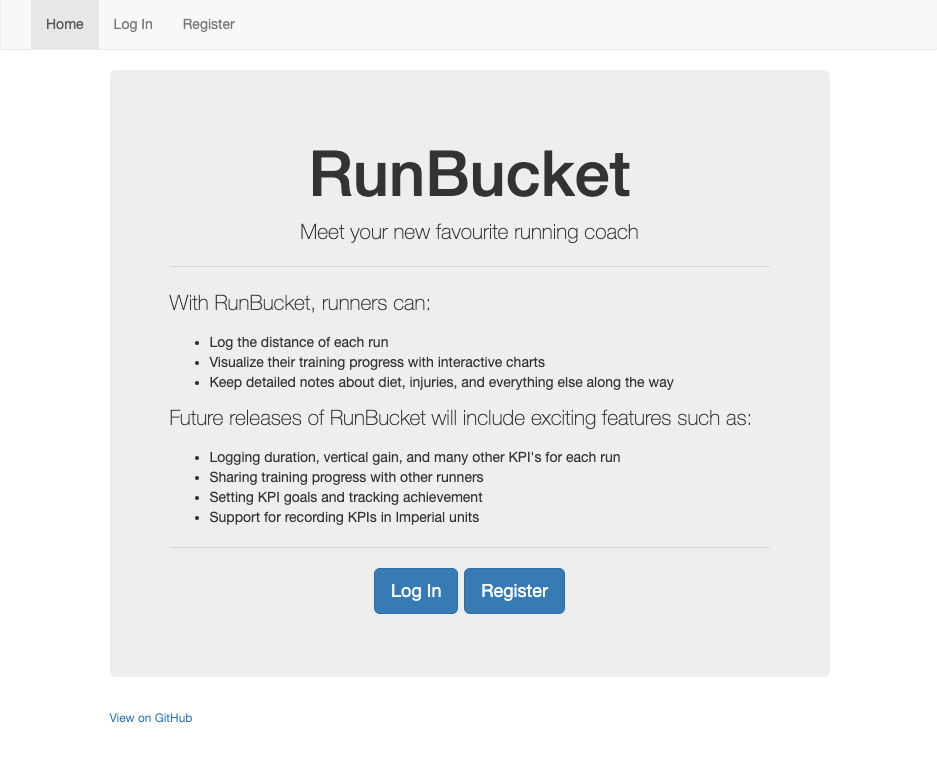 Home Log In Register
RunBucket
Meet your new favourite running coach
With RunBucket, runners can:
Log the distance of each run
Visualize their training progress with interactive charts
Keep detailed notes about diet, injuries, and everything else along the way
Future releases of RunBucket will include exciting features such as:
Logging duration, vertical gain, and many other KPI's for each run
Sharing training progress with other runners
Setting KPI goals and tracking achievement
Support for recording KPIs in Imperial units
Log In Register
View on GitHub